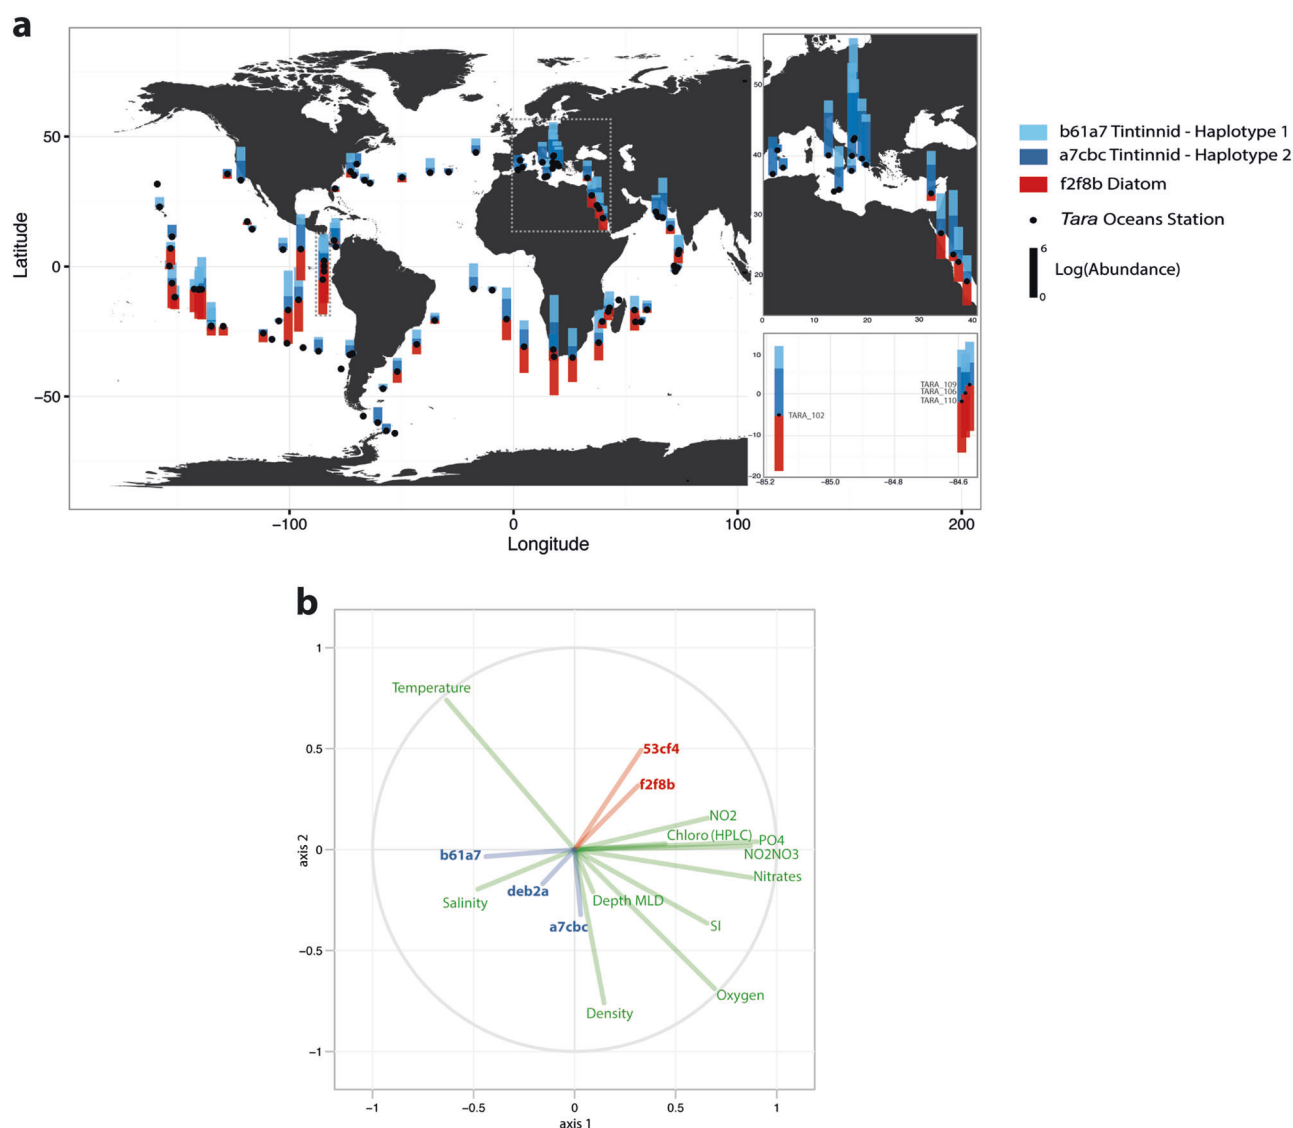 a
50
0
−50
Latitude
−100
0
100
200
Longitude
50
40
30
20
0
10
20
30
40
10
0
−10
−20
TARA_109
TARA_106
TARA_110
TARA_102
−85.2
−85.0
−84.8
−84.6
b61a7 Tintinnid - Haplotype 1
a7cbc Tintinnid - Haplotype 2
f2f8b Diatom
Tara Oceans Station
6
Log(Abundance)
0
b
1
0.5
0
−0.5
−1
axis 2
Temperature
53cf4
f2f8b
NO2
Chloro (HPLC)
PO4
NO2NO3
b61a7
Nitrates
deb2a
Salinity
Depth MLD
a7cbc
SI
Oxygen
Density
−1
−0.5
0
0.5
1
axis 1